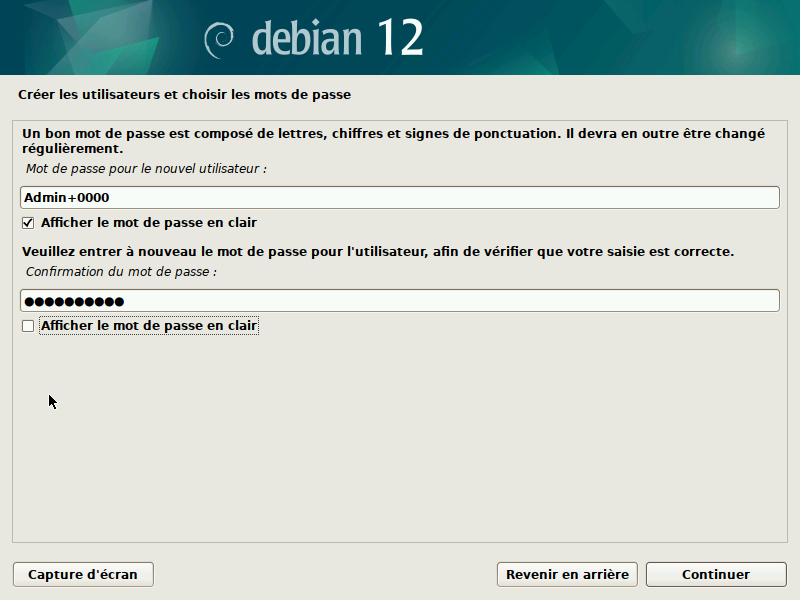 debian 12
Créer les utilisateurs et choisir les mots de passe
Un bon mot de passe est composé de lettres, chiffres et signes de ponctuation. Il devra en outre être changé
régulièrement.
Mot de passe pour le nouvel utilisateur :
Admin+0000
Afficher le mot de passe en clair
Veuillez entrer à nouveau le mot de passe pour l'utilisateur, afin de vérifier que votre saisie est correcte.
Confirmation du mot de passe :
●●●●●●●●●●
Afficher le mot de passe en clair
Capture d'écran
Revenir en arrière
Continuer